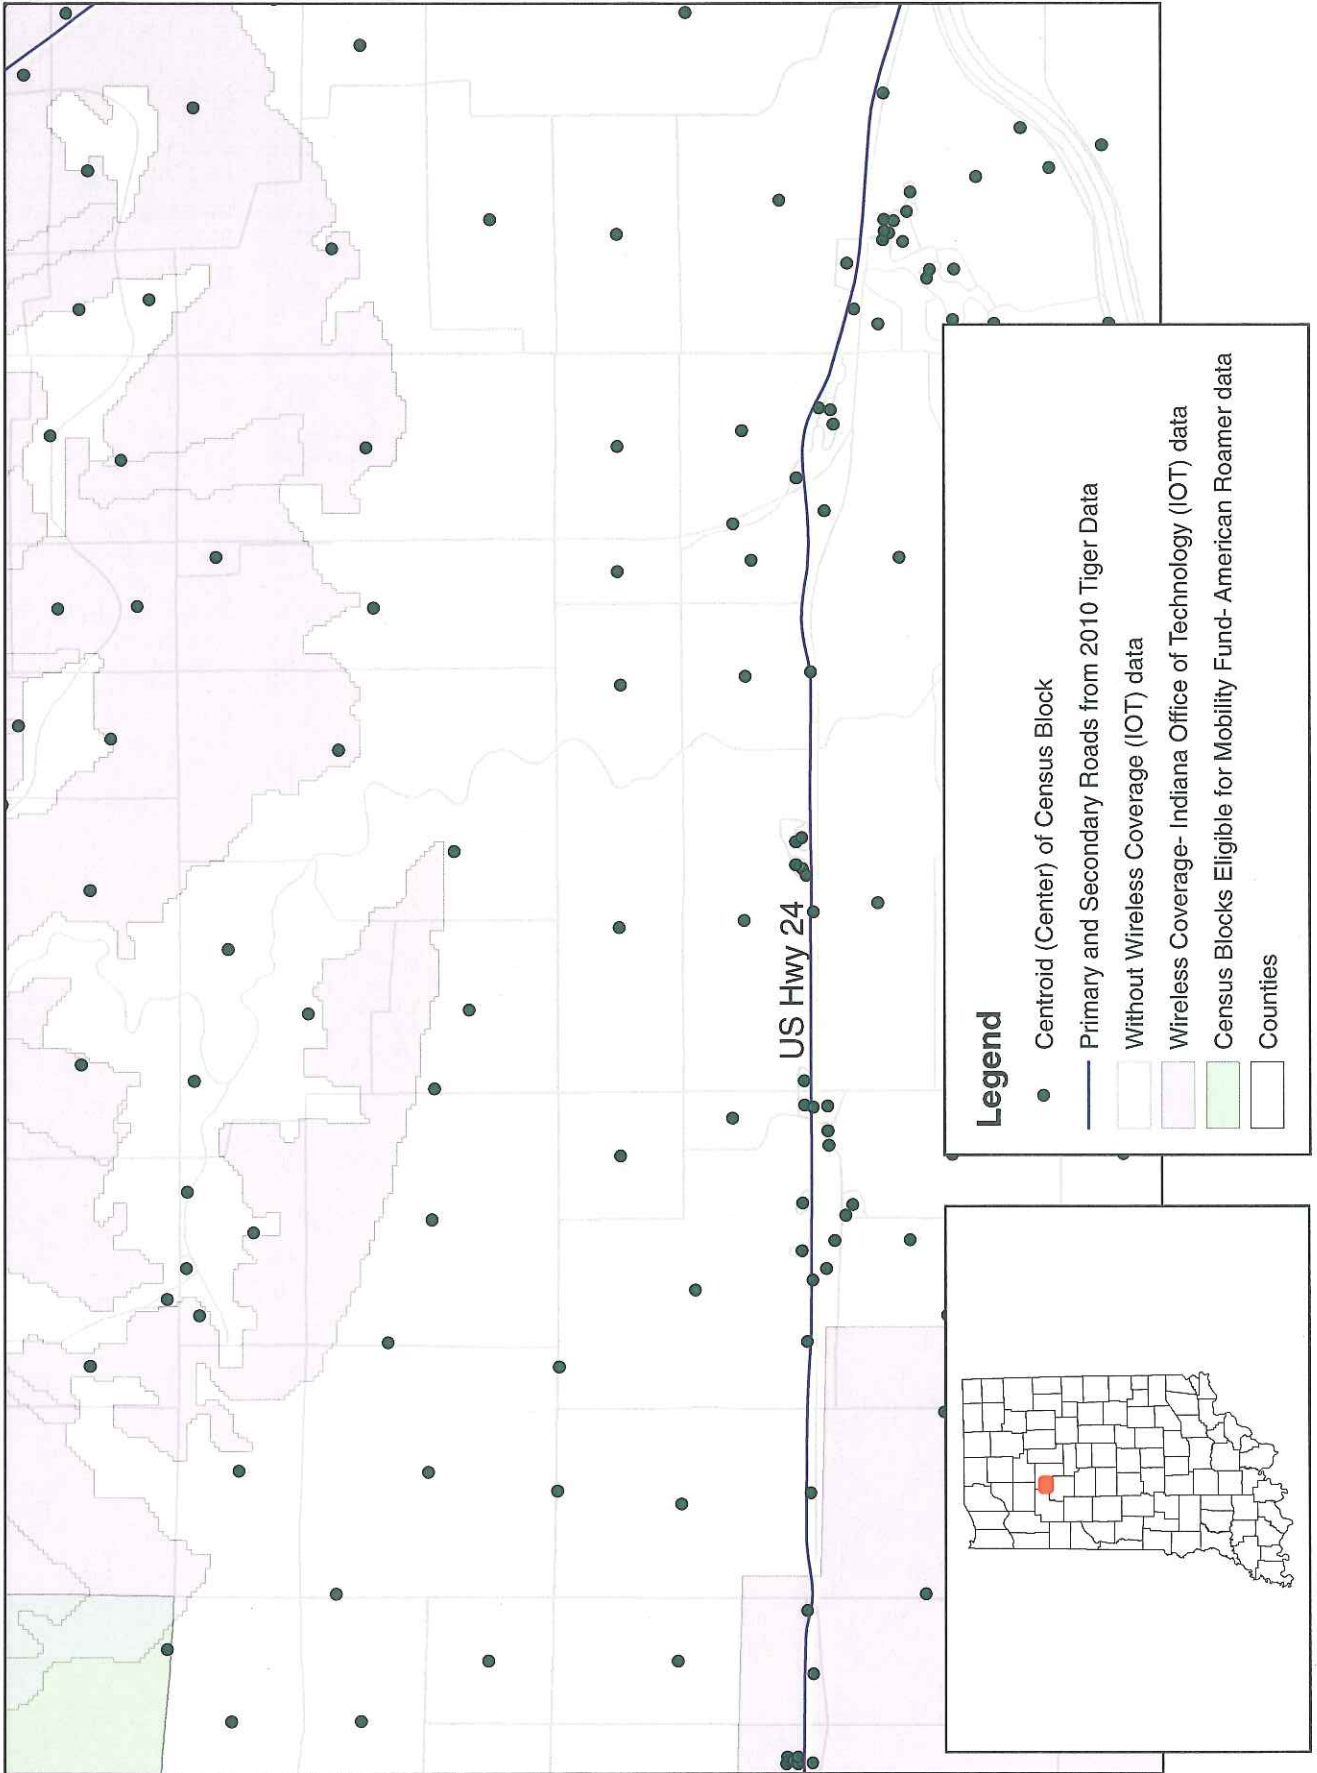 US Hwy 24
Legend
Centroid (Center) of Census Block
Primary and Secondary Roads from 2010 Tiger Data
Without Wireless Coverage (IOT) data
Wireless Coverage- Indiana Office of Technology (IOT) data
Census Blocks Eligible for Mobility Fund- American Roamer data
Counties